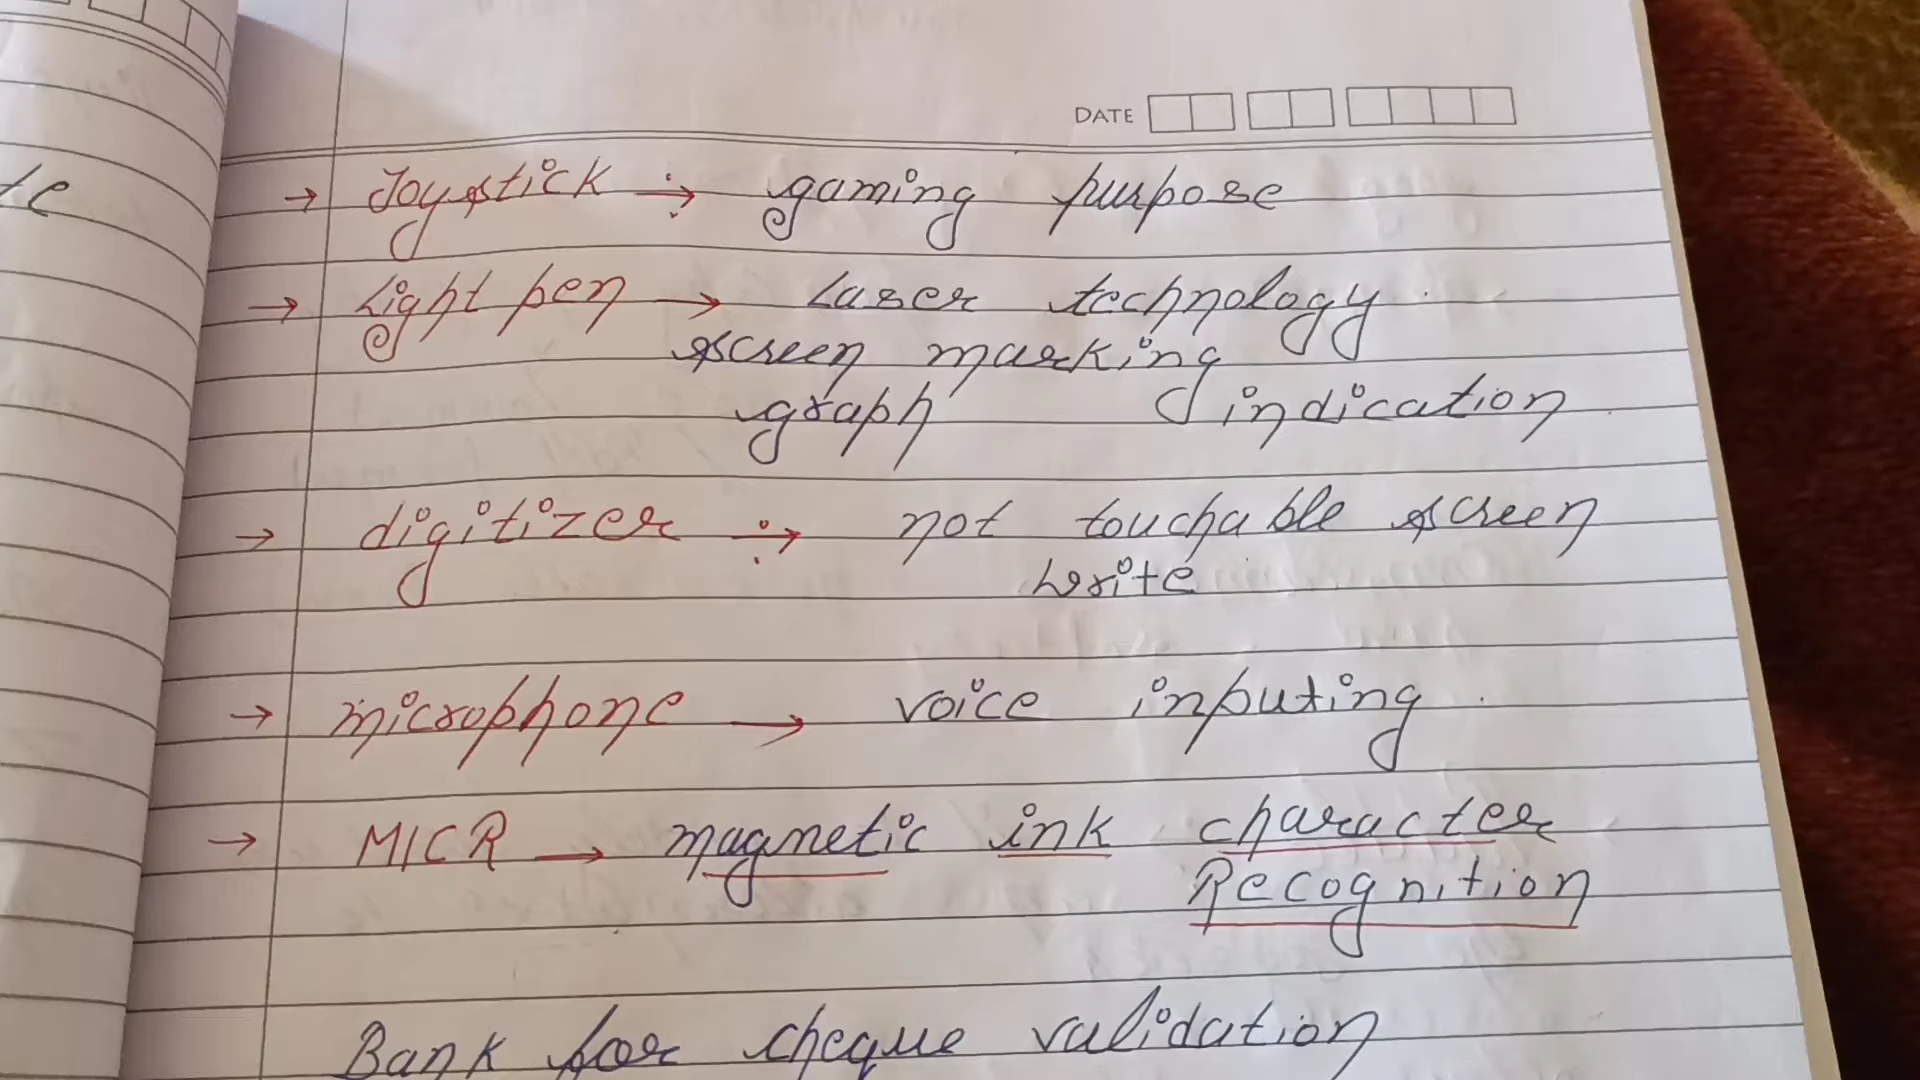 te
DATE
→ Joystick → gaming purpose
→ Light pen → Laser technology
screen marking
graph indication
→ digitizer → not touchable screen
write
→ microphone → voice inputing
→ MICR → magnetic ink character
Recognition
Bank for cheque validation